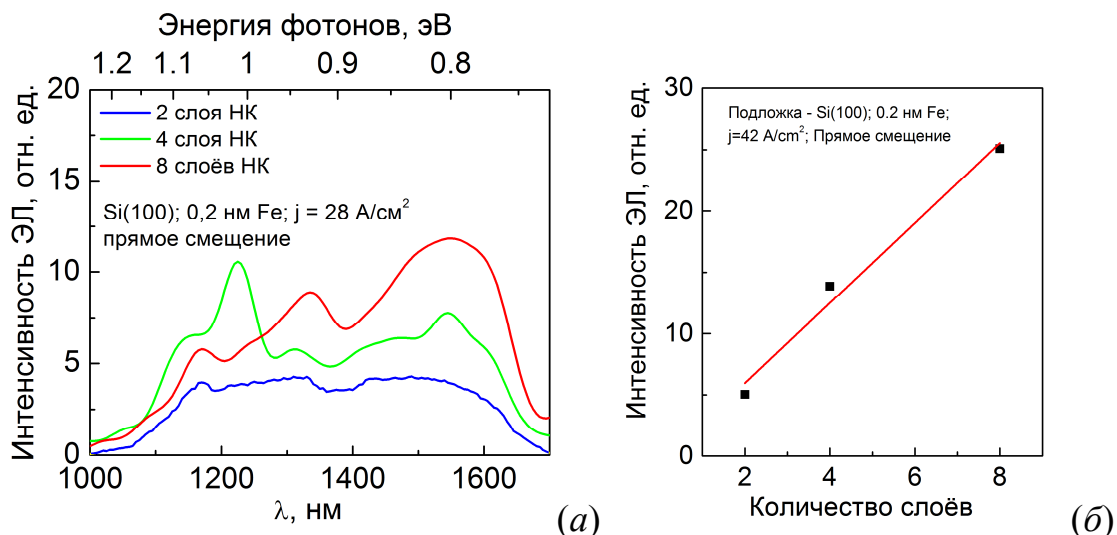 Энергия фотонов, эВ
1.2 1.1 1 0.9 0.8
20
15
10
5
0
Интенсивность ЭЛ, отн. ед.
2 слоя НК
4 слоя НК
8 слоёв НК
Si(100); 0,2 нм Fe; j = 28 А/см²
прямое смещение
1000 1200 1400 1600
λ, нм
(а)
30
20
10
0
Интенсивность ЭЛ, отн. ед.
Подложка - Si(100); 0.2 нм Fe;
j=42 A/cm²; Прямое смещение
2 4 6 8
Количество слоёв
(б)